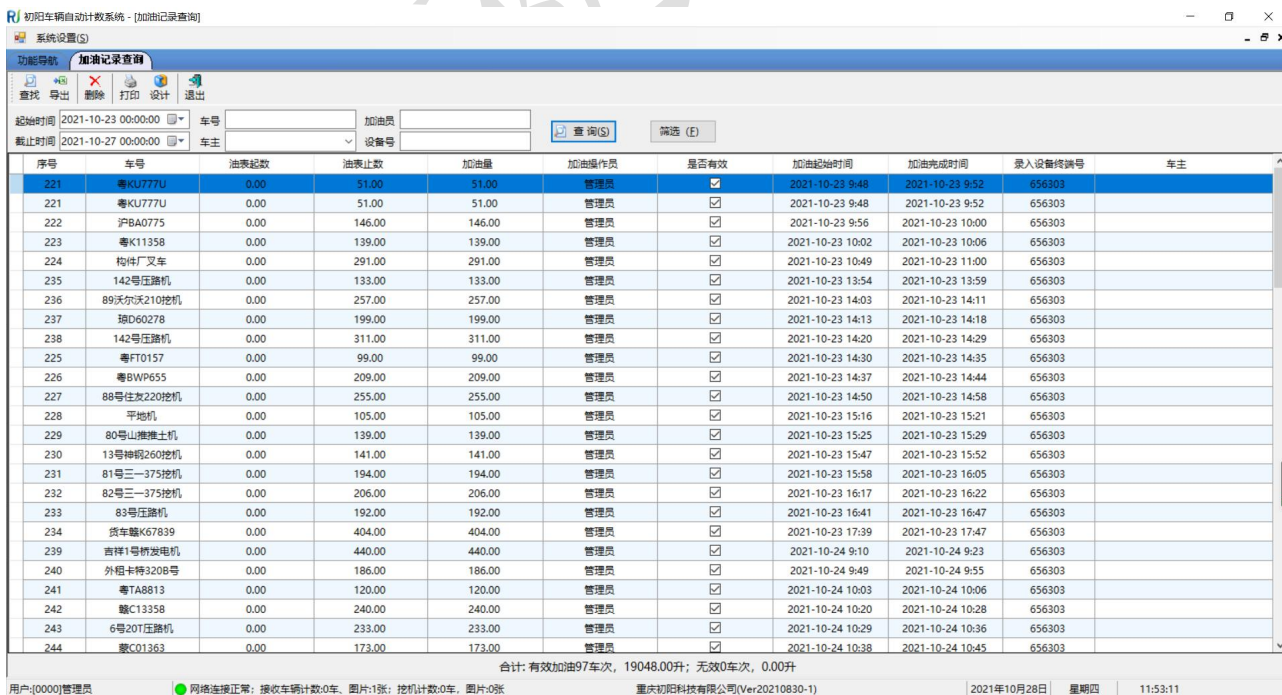 初阳车辆自动计数系统 - [加油记录查询]
系统设置(S)
功能导航 加油记录查询
查找 导出 删除 打印 设计 退出
起始时间 2021-10-23 00:00:00 车号 加油员
查 询(S) 筛选 (F)
截止时间 2021-10-27 00:00:00 车主 设备号
序号 车号 油表起数 油表止数 加油量 加油操作员 是否有效 加油起始时间 加油完成时间 录入设备终端号 车主
221 粤KU777U 0.00 51.00 51.00 管理员 2021-10-23 9:48 2021-10-23 9:52 656303
221 粤KU777U 0.00 51.00 51.00 管理员 2021-10-23 9:48 2021-10-23 9:52 656303
222 沪BA0775 0.00 146.00 146.00 管理员 2021-10-23 9:56 2021-10-23 10:00 656303
223 粤K11358 0.00 139.00 139.00 管理员 2021-10-23 10:02 2021-10-23 10:06 656303
224 构件厂叉车 0.00 291.00 291.00 管理员 2021-10-23 10:49 2021-10-23 11:00 656303
235 142号压路机 0.00 133.00 133.00 管理员 2021-10-23 13:54 2021-10-23 13:59 656303
236 89沃尔沃210挖机 0.00 257.00 257.00 管理员 2021-10-23 14:03 2021-10-23 14:11 656303
237 琼D60278 0.00 199.00 199.00 管理员 2021-10-23 14:13 2021-10-23 14:18 656303
238 142号压路机 0.00 311.00 311.00 管理员 2021-10-23 14:20 2021-10-23 14:29 656303
225 粤FT0157 0.00 99.00 99.00 管理员 2021-10-23 14:30 2021-10-23 14:35 656303
226 粤BWP655 0.00 209.00 209.00 管理员 2021-10-23 14:37 2021-10-23 14:44 656303
227 88号住友220挖机 0.00 255.00 255.00 管理员 2021-10-23 14:50 2021-10-23 14:58 656303
228 平地机 0.00 105.00 105.00 管理员 2021-10-23 15:16 2021-10-23 15:21 656303
229 80号山推推土机 0.00 139.00 139.00 管理员 2021-10-23 15:25 2021-10-23 15:29 656303
230 13号神钢260挖机 0.00 141.00 141.00 管理员 2021-10-23 15:47 2021-10-23 15:52 656303
231 81号三一375挖机 0.00 194.00 194.00 管理员 2021-10-23 15:58 2021-10-23 16:05 656303
232 82号三一375挖机 0.00 206.00 206.00 管理员 2021-10-23 16:17 2021-10-23 16:22 656303
233 83号压路机 0.00 192.00 192.00 管理员 2021-10-23 16:41 2021-10-23 16:47 656303
234 货车赣K67839 0.00 404.00 404.00 管理员 2021-10-23 17:39 2021-10-23 17:47 656303
239 吉祥1号桥发电机 0.00 440.00 440.00 管理员 2021-10-24 9:10 2021-10-24 9:23 656303
240 外租卡特320B号 0.00 186.00 186.00 管理员 2021-10-24 9:49 2021-10-24 9:55 656303
241 粤TA8813 0.00 120.00 120.00 管理员 2021-10-24 10:03 2021-10-24 10:06 656303
242 赣C13358 0.00 240.00 240.00 管理员 2021-10-24 10:20 2021-10-24 10:28 656303
243 6号20T压路机 0.00 233.00 233.00 管理员 2021-10-24 10:29 2021-10-24 10:36 656303
244 蒙C01363 0.00 173.00 173.00 管理员 2021-10-24 10:38 2021-10-24 10:45 656303
合计: 有效加油97车次，19048.00升；无效0车次，0.00升
用户:[0000]管理员 网络连接正常；接收车辆计数:0车、图片:1张；挖机计数:0车，图片:0张 重庆初阳科技有限公司(Ver20210830-1) 2021年10月28日 星期四 11:53:11